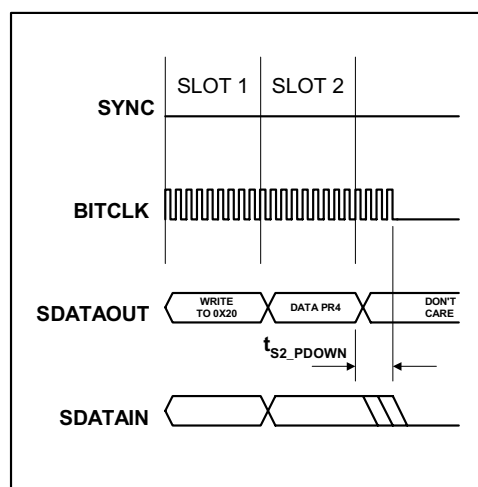 SLOT 1 SLOT 2
SYNC
BITCLK
SDATAOUT
WRITE
TO 0X20
DATA PR4
DON'T
CARE
tS2_PDOWN
SDATAIN